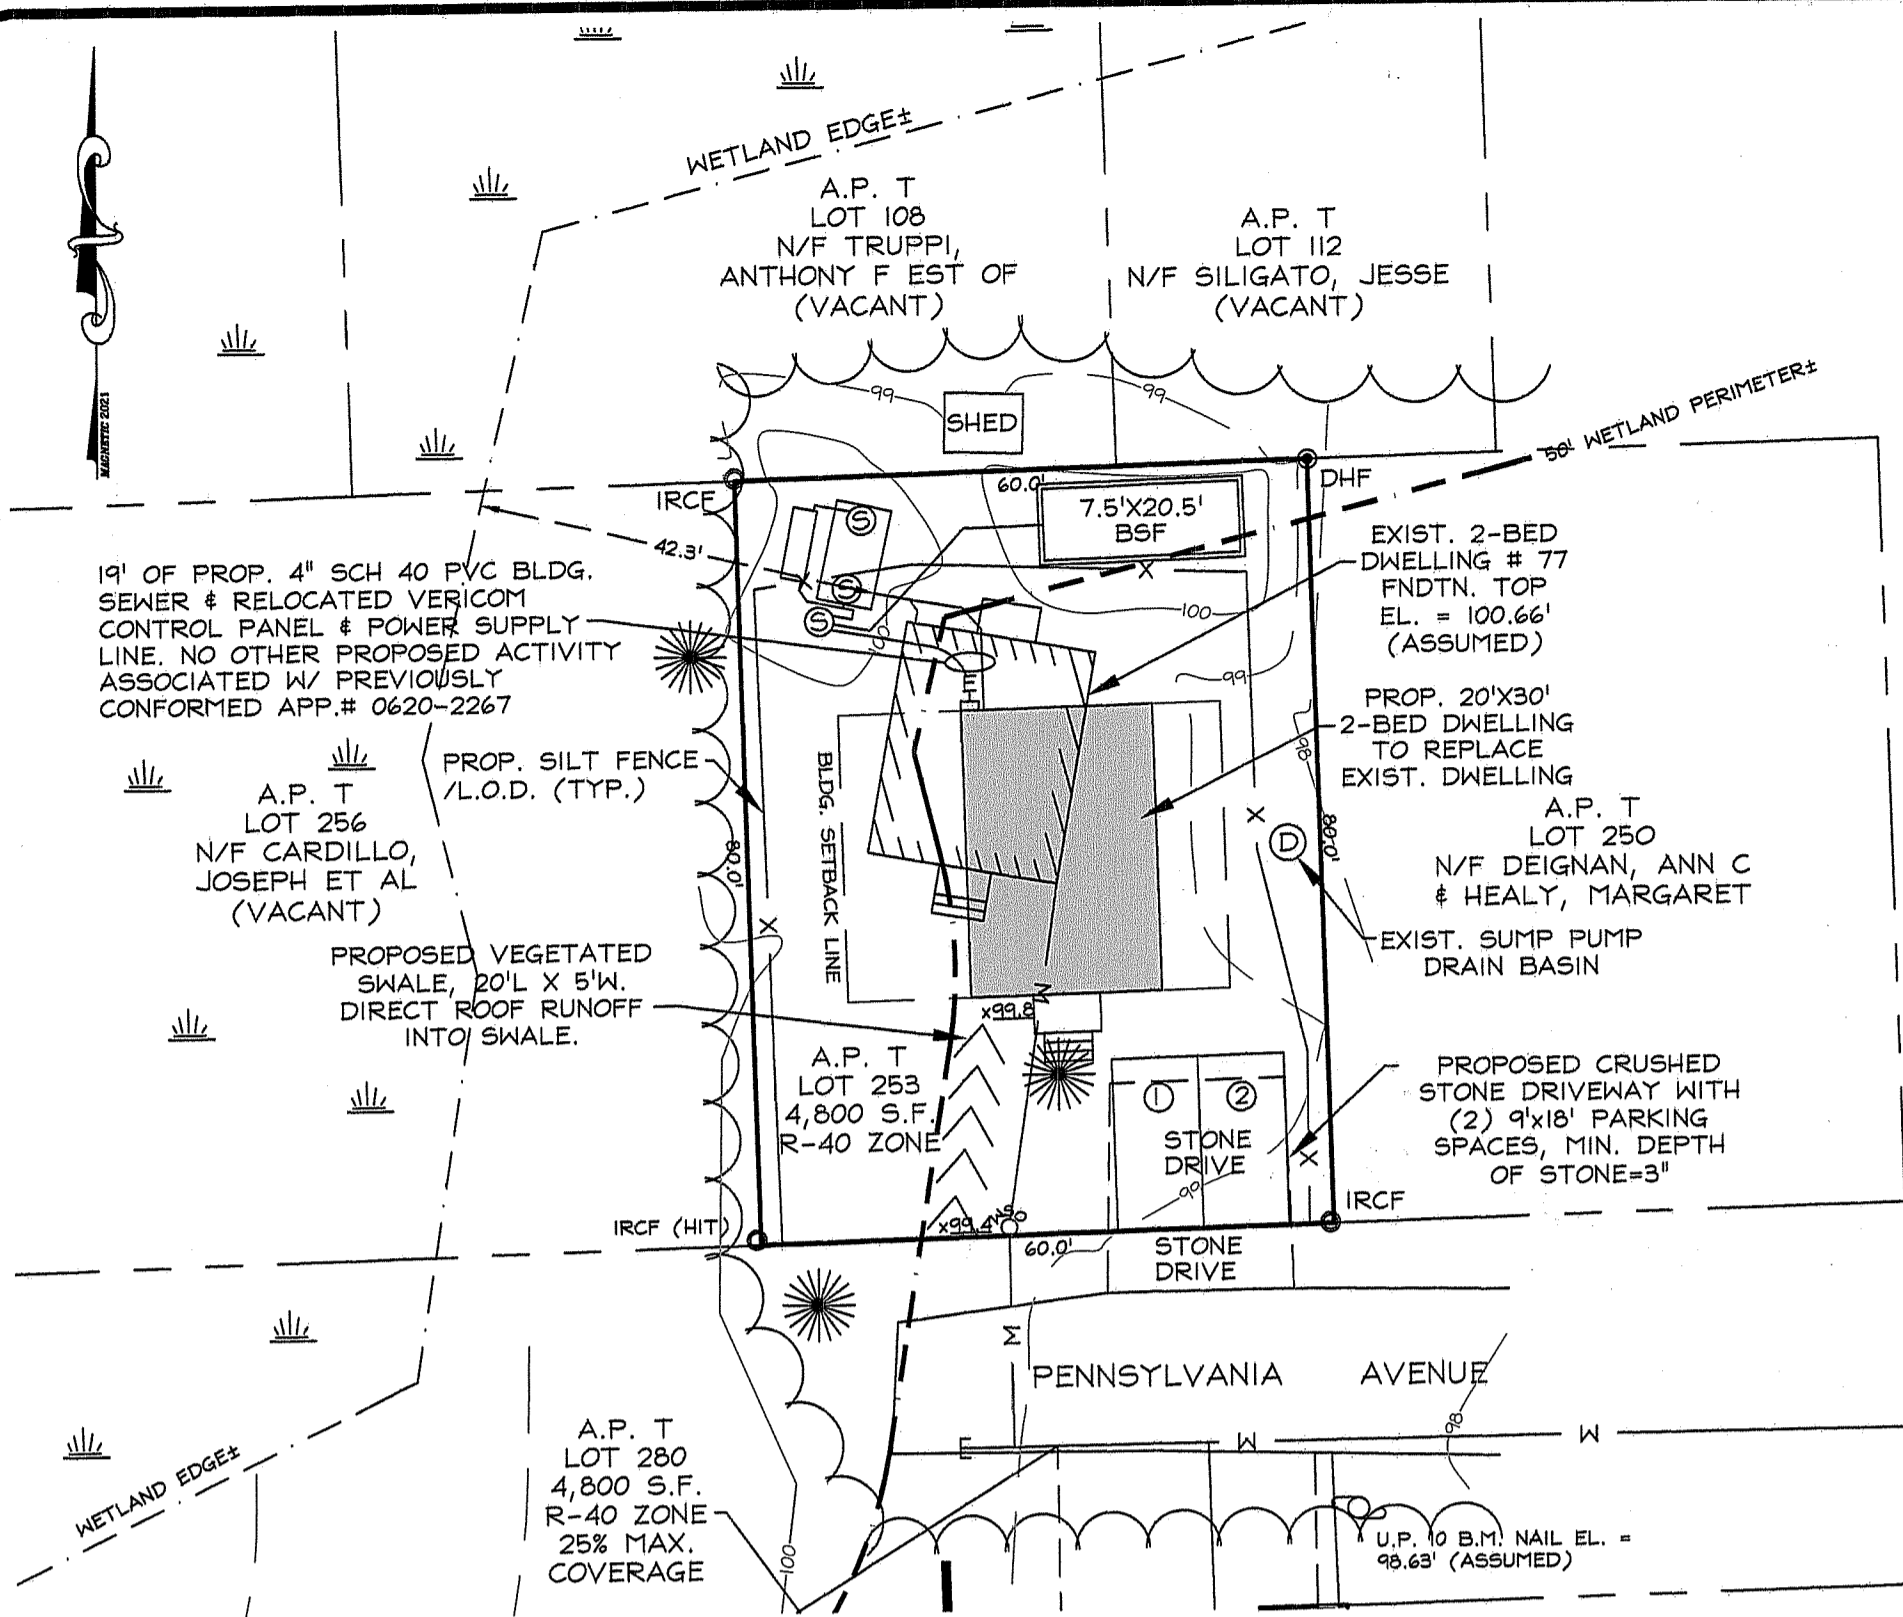 WETLAND EDGE±
A.P. T
LOT 108
N/F TRUPPI,
ANTHONY F EST OF
(VACANT)
A.P. T
LOT 112
N/F SILIGATO, JESSE
(VACANT)
MAGNETIC 2021
99
SHED
99
50' WETLAND PERIMETER±
IRCF
60.0'
DHF
7.5'X20.5'
BSF
S
S
S
42.3'
X
X
100
100
EXIST. 2-BED
DWELLING # 77
FNDTN. TOP
EL. = 100.66'
(ASSUMED)
19' OF PROP. 4" SCH 40 PVC BLDG.
SEWER & RELOCATED VERICOM
CONTROL PANEL & POWER SUPPLY
LINE. NO OTHER PROPOSED ACTIVITY
ASSOCIATED W/ PREVIOUSLY
CONFORMED APP.# 0620-2267
E
99
98
PROP. 20'X30'
2-BED DWELLING
TO REPLACE
EXIST. DWELLING
PROP. SILT FENCE
/L.O.D. (TYP.)
BLDG. SETBACK LINE
A.P. T
LOT 256
N/F CARDILLO,
JOSEPH ET AL
(VACANT)
80.0'
X
X
D
80.0'
A.P. T
LOT 250
N/F DEIGNAN, ANN C
& HEALY, MARGARET
EXIST. SUMP PUMP
DRAIN BASIN
PROPOSED VEGETATED
SWALE, 20'L X 5'W.
DIRECT ROOF RUNOFF
INTO SWALE.
W
x99.8
A.P. T
LOT 253
4,800 S.F.
R-40 ZONE
1
2
STONE
DRIVE
99
X
PROPOSED CRUSHED
STONE DRIVEWAY WITH
(2) 9'x18' PARKING
SPACES, MIN. DEPTH
OF STONE=3"
IRCF (HIT)
x99.4
WSO
60.0'
IRCF
STONE
DRIVE
W
PENNSYLVANIA AVENUE
98
E
W
W
WETLAND EDGE±
A.P. T
LOT 280
4,800 S.F.
R-40 ZONE
25% MAX.
COVERAGE
100
U.P. 10 B.M. NAIL EL. =
98.63' (ASSUMED)